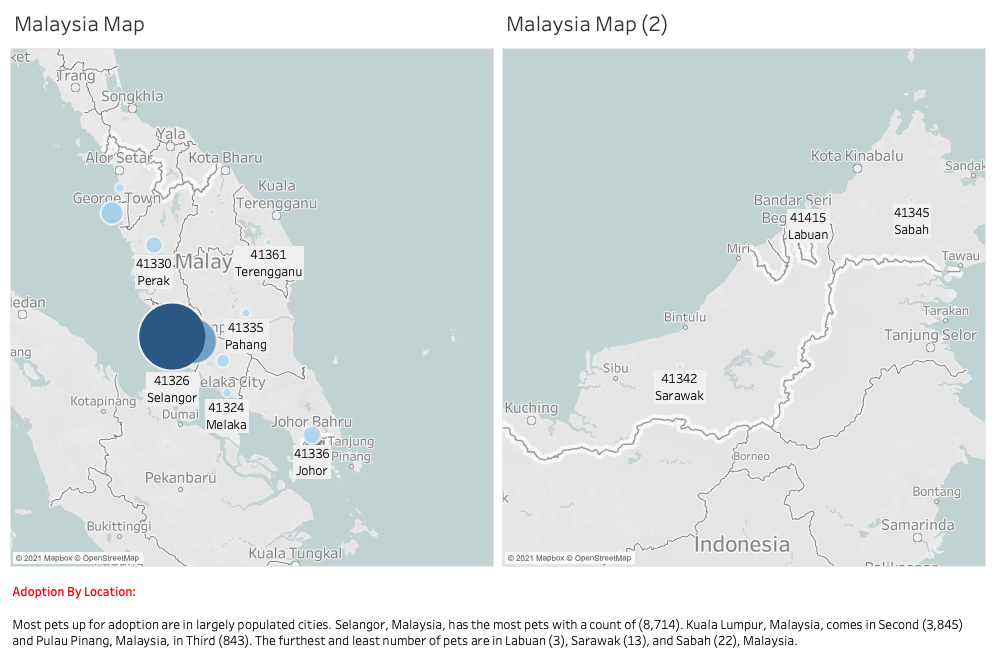 Malaysia Map
Malaysia Map (2)
ket
Trang
Songkhla
Yala
Alor Setar
Kota Bharu
George Town
Kuala
Terengganu
41361
Terengganu
41330
Perak
Malay
41335
Pahang
41326
Selangor
elaka City
41324
Melaka
Medan
ang
Kotapinang
Dumai
Johor Bahru
Tanjung
Pinang
41336
Johor
Pekanbaru
Bukittinggi
Kuala Tungkal
© 2021 Mapbox © OpenStreetMap
Kota Kinabalu
Sandak
Bandar Seri
Beg
41415
Labuan
41345
Sabah
Miri
Tawau
Tarakan
Tanjung Selor
Bintulu
Sibu
41342
Sarawak
Kuching
Borneo
Bontang
Samarinda
Indonesia
© 2021 Mapbox © OpenStreetMap
Adoption By Location:
Most pets up for adoption are in largely populated cities. Selangor, Malaysia, has the most pets with a count of (8,714). Kuala Lumpur, Malaysia, comes in Second (3,845)
and Pulau Pinang, Malaysia, in Third (843). The furthest and least number of pets are in Labuan (3), Sarawak (13), and Sabah (22), Malaysia.